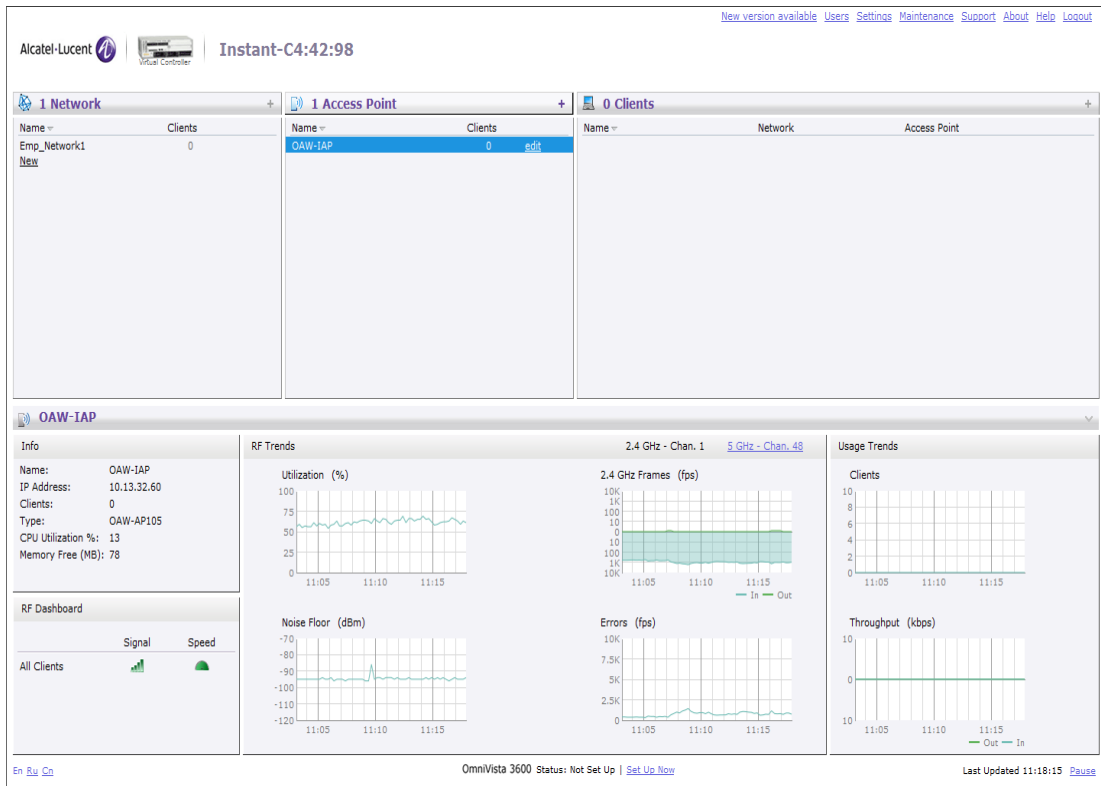 New version available Users Settings Maintenance Support About Help Logout
Alcatel·Lucent
Virtual Controller
Instant-C4:42:98
1 Network +
1 Access Point +
0 Clients +
Name Clients
Emp_Network1 0
New
Name Clients
OAW-IAP 0 edit
Name Network Access Point
OAW-IAP
Info
Name: OAW-IAP
IP Address: 10.13.32.60
Clients: 0
Type: OAW-AP105
CPU Utilization %: 13
Memory Free (MB): 78
RF Dashboard
Signal Speed
All Clients
RF Trends 2.4 GHz - Chan. 1 5 GHz - Chan. 48
Utilization (%)
100
75
50
25
0
11:05 11:10 11:15
2.4 GHz Frames (fps)
10K
1K
100
10
0
10
100
1K
10K
11:05 11:10 11:15
In Out
Noise Floor (dBm)
-70
-80
-90
-100
-110
-120
11:05 11:10 11:15
Errors (fps)
10K
7.5K
5K
2.5K
0
11:05 11:10 11:15
Usage Trends
Clients
10
8
6
4
2
0
11:05 11:10 11:15
Throughput (kbps)
10
0
10
11:05 11:10 11:15
Out In
En Ru Cn
OmniVista 3600 Status: Not Set Up | Set Up Now
Last Updated 11:18:15 Pause